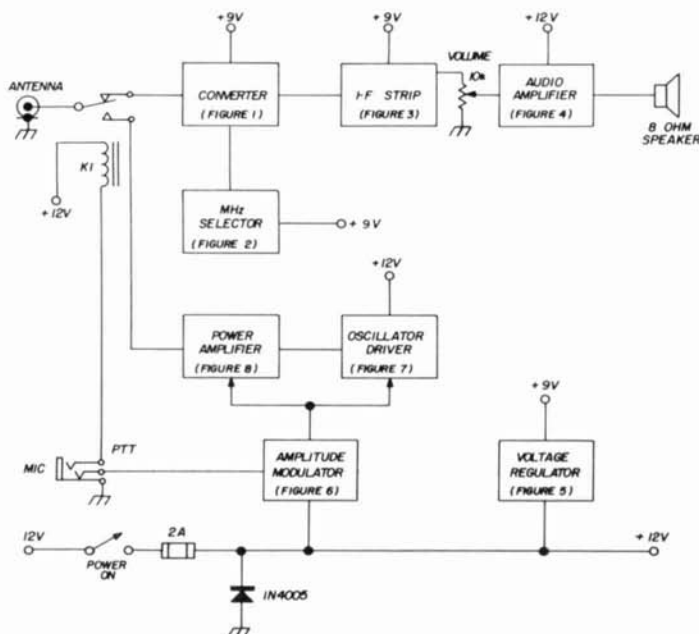 +9V
+9V
+12V
ANTENNA
CONVERTER
(FIGURE 1)
I-F STRIP
(FIGURE 3)
VOLUME
10k
AUDIO
AMPLIFIER
(FIGURE 4)
8 OHM
SPEAKER
K1
+12V
MHz
SELECTOR
(FIGURE 2)
+9V
+12V
POWER
AMPLIFIER
(FIGURE 8)
OSCILLATOR
DRIVER
(FIGURE 7)
+9V
PTT
MIC
AMPLITUDE
MODULATOR
(FIGURE 6)
VOLTAGE
REGULATOR
(FIGURE 5)
12V
POWER
ON
2A
+12V
1N4005